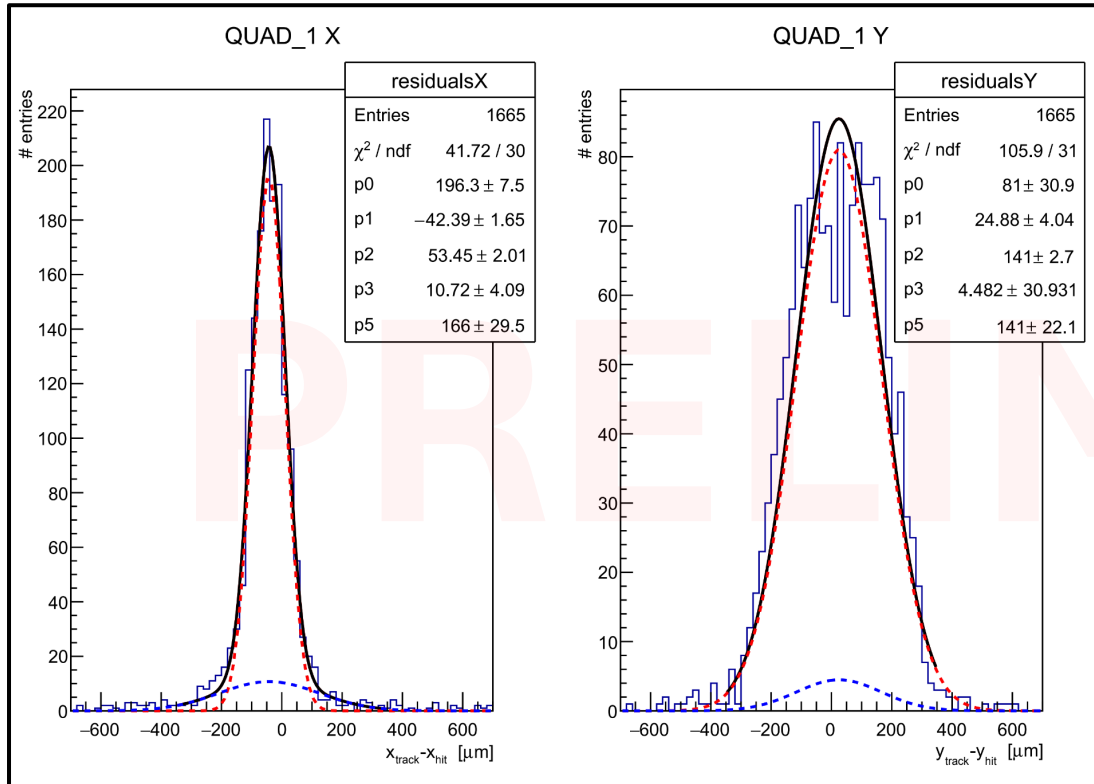 QUAD_1 X
# entries
220
200
180
160
140
120
100
80
60
40
20
0
residualsX
Entries 1665
χ² / ndf 41.72 / 30
p0 196.3 ± 7.5
p1 −42.39 ± 1.65
p2 53.45 ± 2.01
p3 10.72 ± 4.09
p5 166 ± 29.5
−600 −400 −200 0 200 400 600
x_track-x_hit [μm]
QUAD_1 Y
# entries
80
70
60
50
40
30
20
10
0
residualsY
Entries 1665
χ² / ndf 105.9 / 31
p0 81 ± 30.9
p1 24.88 ± 4.04
p2 141 ± 2.7
p3 4.482 ± 30.931
p5 141 ± 22.1
−600 −400 −200 0 200 400 600
y_track-y_hit [μm]